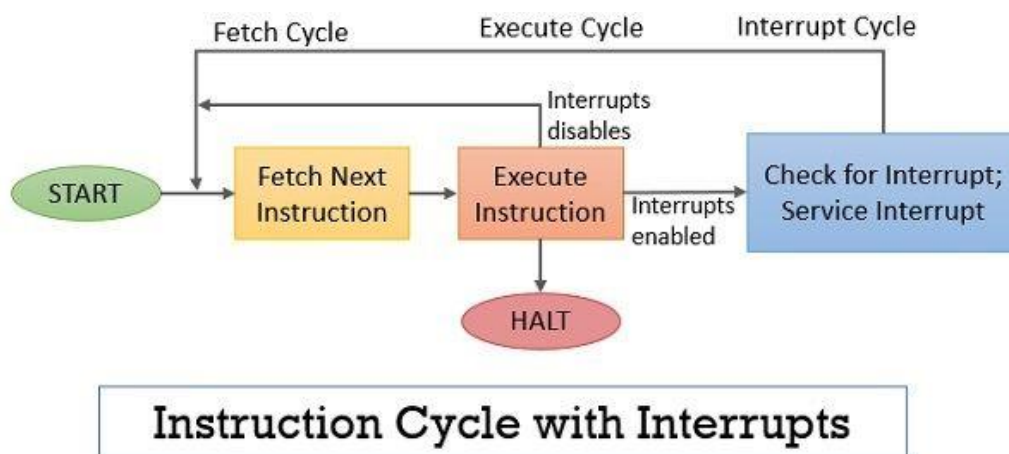 Fetch Cycle
Execute Cycle
Interrupt Cycle
Interrupts
disables
START
Fetch Next
Instruction
Execute
Instruction
Interrupts
enabled
Check for Interrupt;
Service Interrupt
HALT
Instruction Cycle with Interrupts